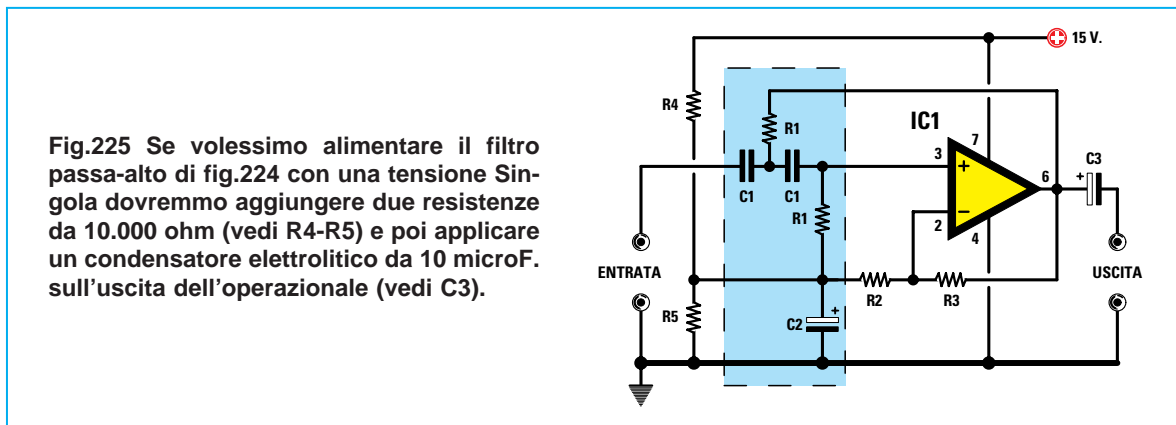 Fig.225 Se volessimo alimentare il filtro
passa-alto di fig.224 con una tensione Sin-
gola dovremmo aggiungere due resistenze
da 10.000 ohm (vedi R4-R5) e poi applicare
un condensatore elettrolitico da 10 microF.
sull'uscita dell'operazionale (vedi C3).
15 V.
R4
R1
IC1
7
3
+
C3
+
C1
C1
6
R1
2
−
4
ENTRATA
USCITA
R2
R3
R5
C2
+